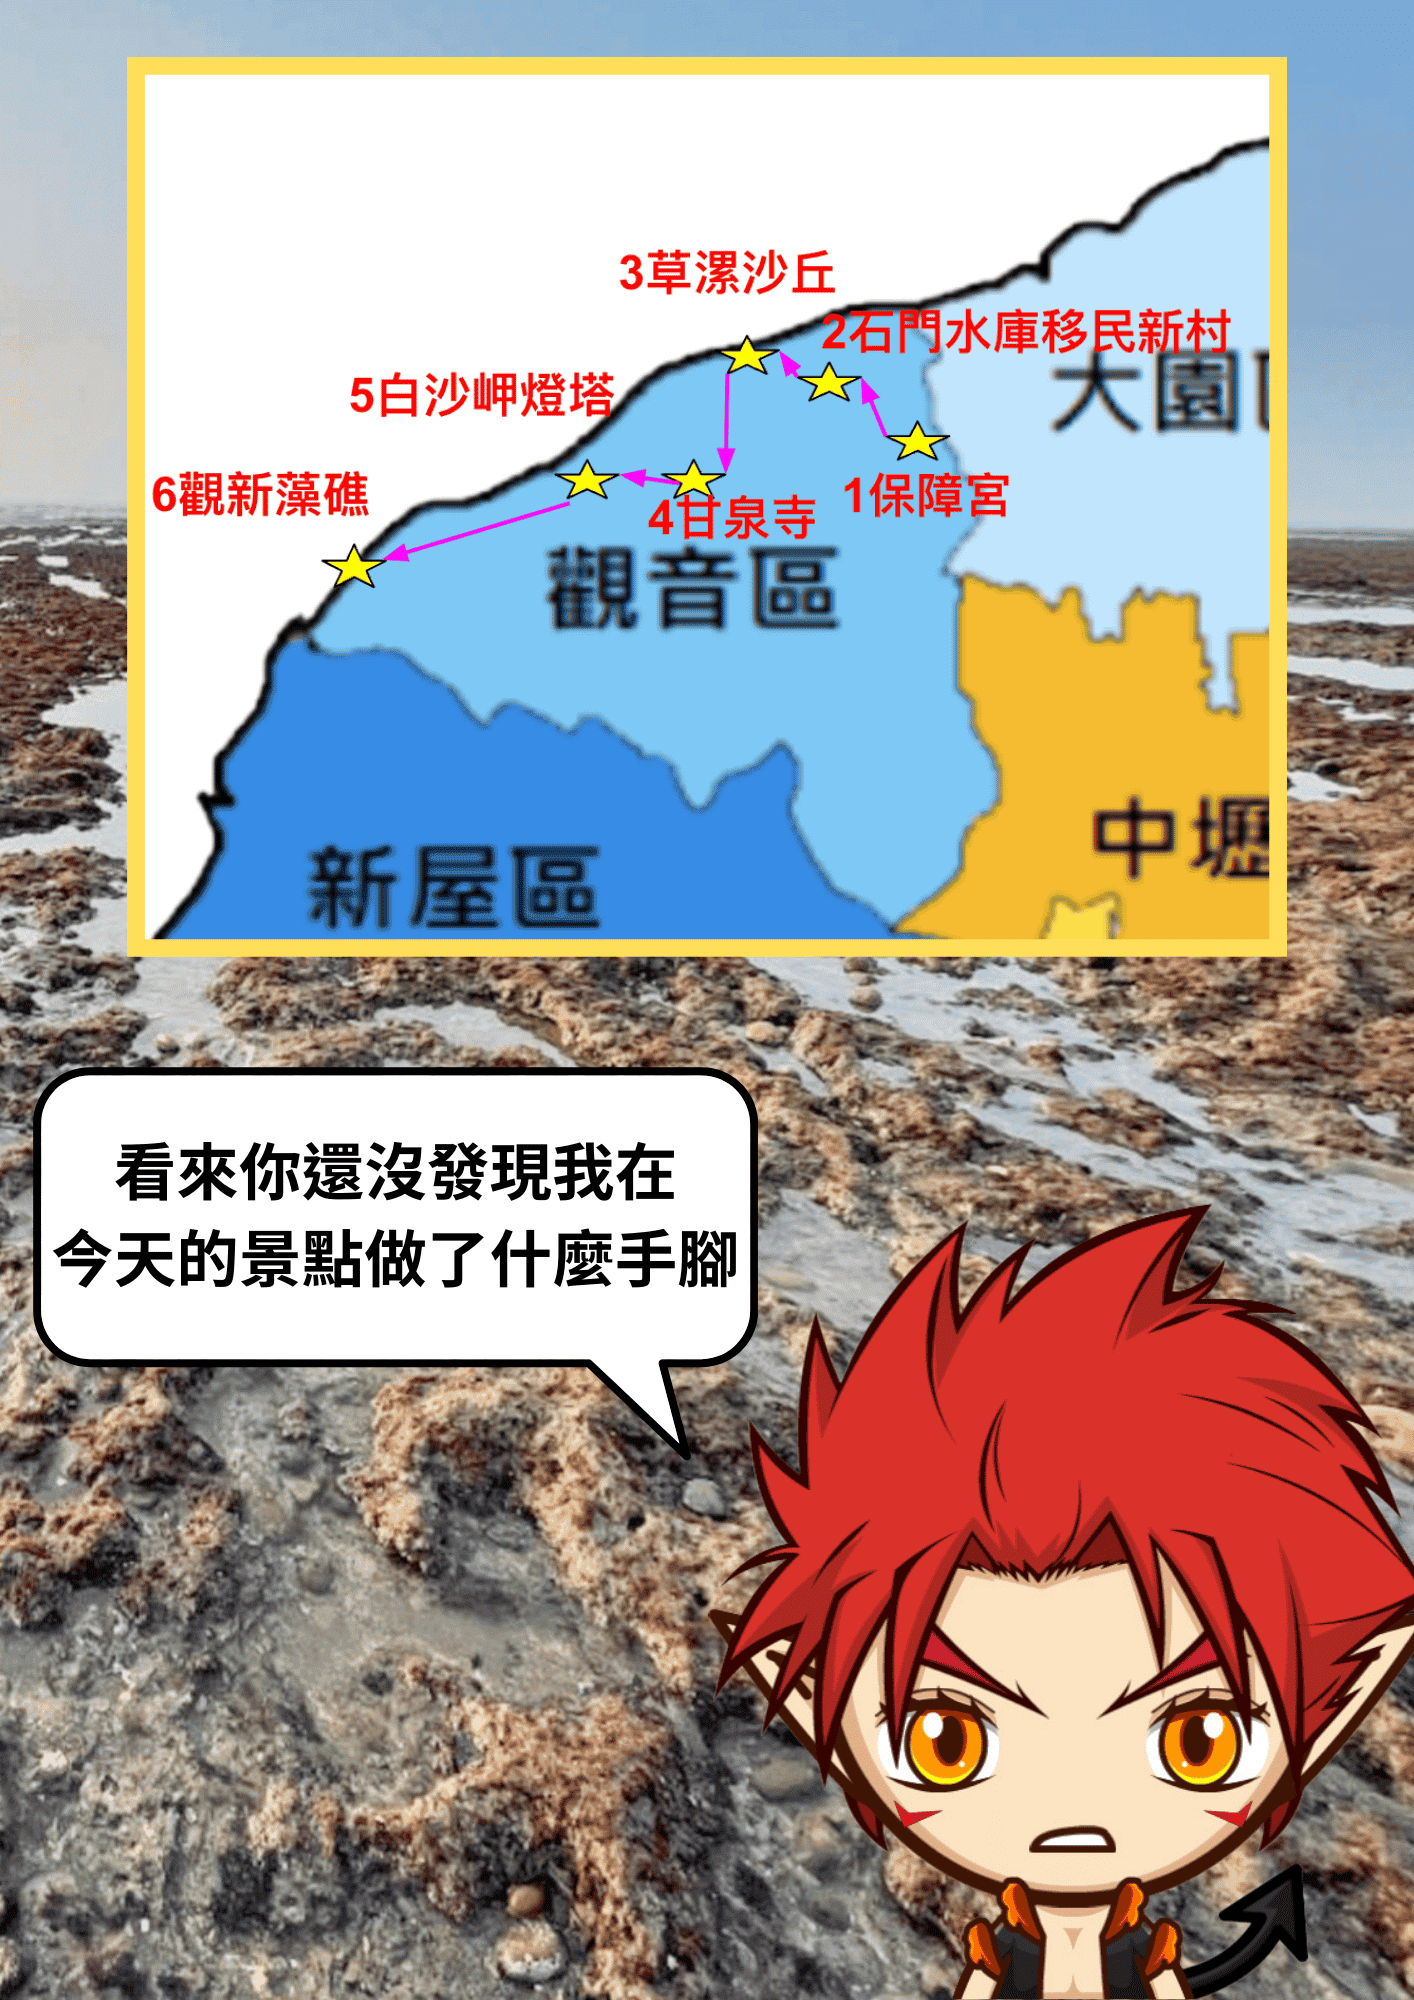 3草漯沙丘
2石門水庫移民新村
大園
5白沙岬燈塔
6觀新藻礁
1保障宮
4甘泉寺
觀音區
中壢
新屋區
看來你還沒發現我在
今天的景點做了什麼手腳